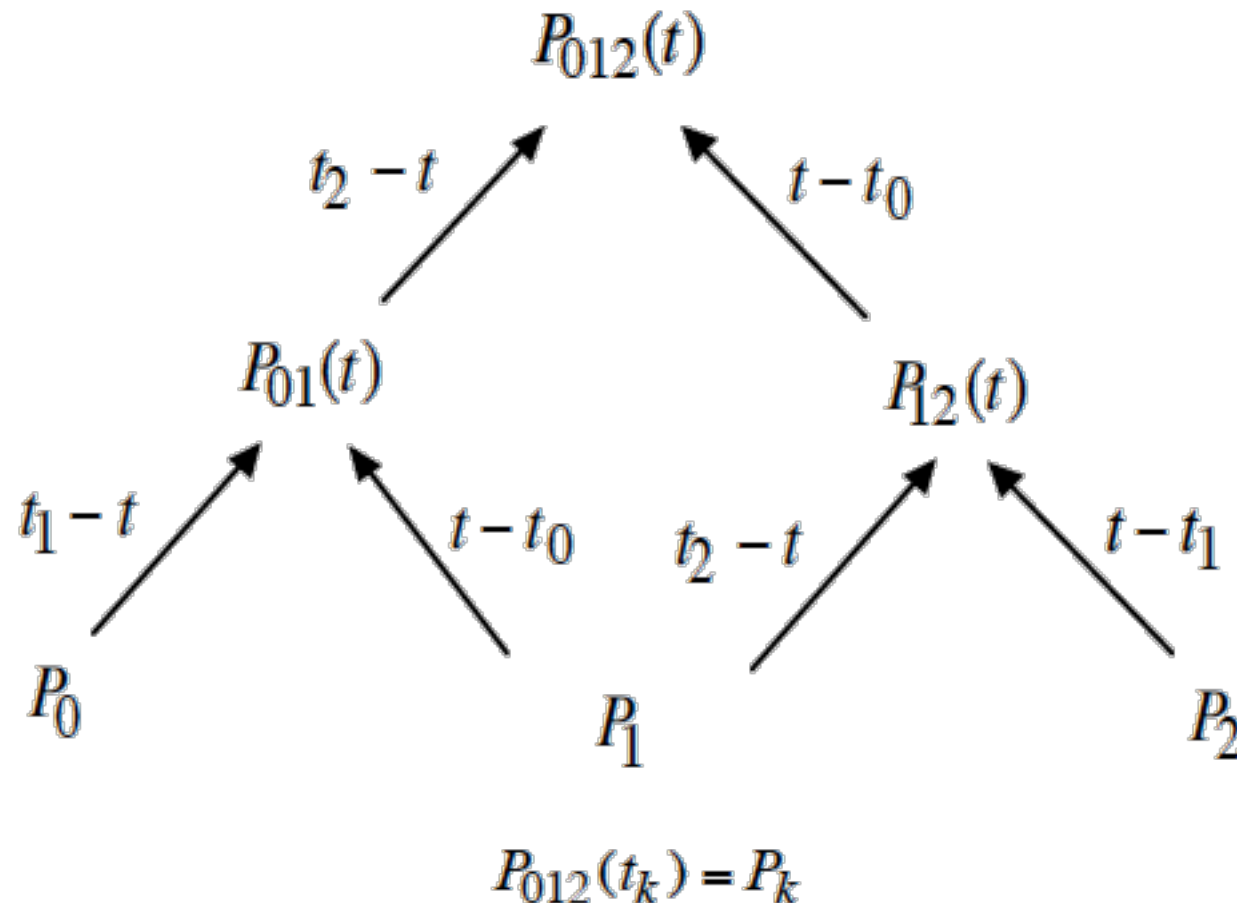 P₀₁₂(t)
t₂ − t
t − t₀
P₀₁(t)
P₁₂(t)
t₁ − t
t − t₀
t₂ − t
t − t₁
P₀
P₁
P₂
P₀₁₂(tₖ) = Pₖ